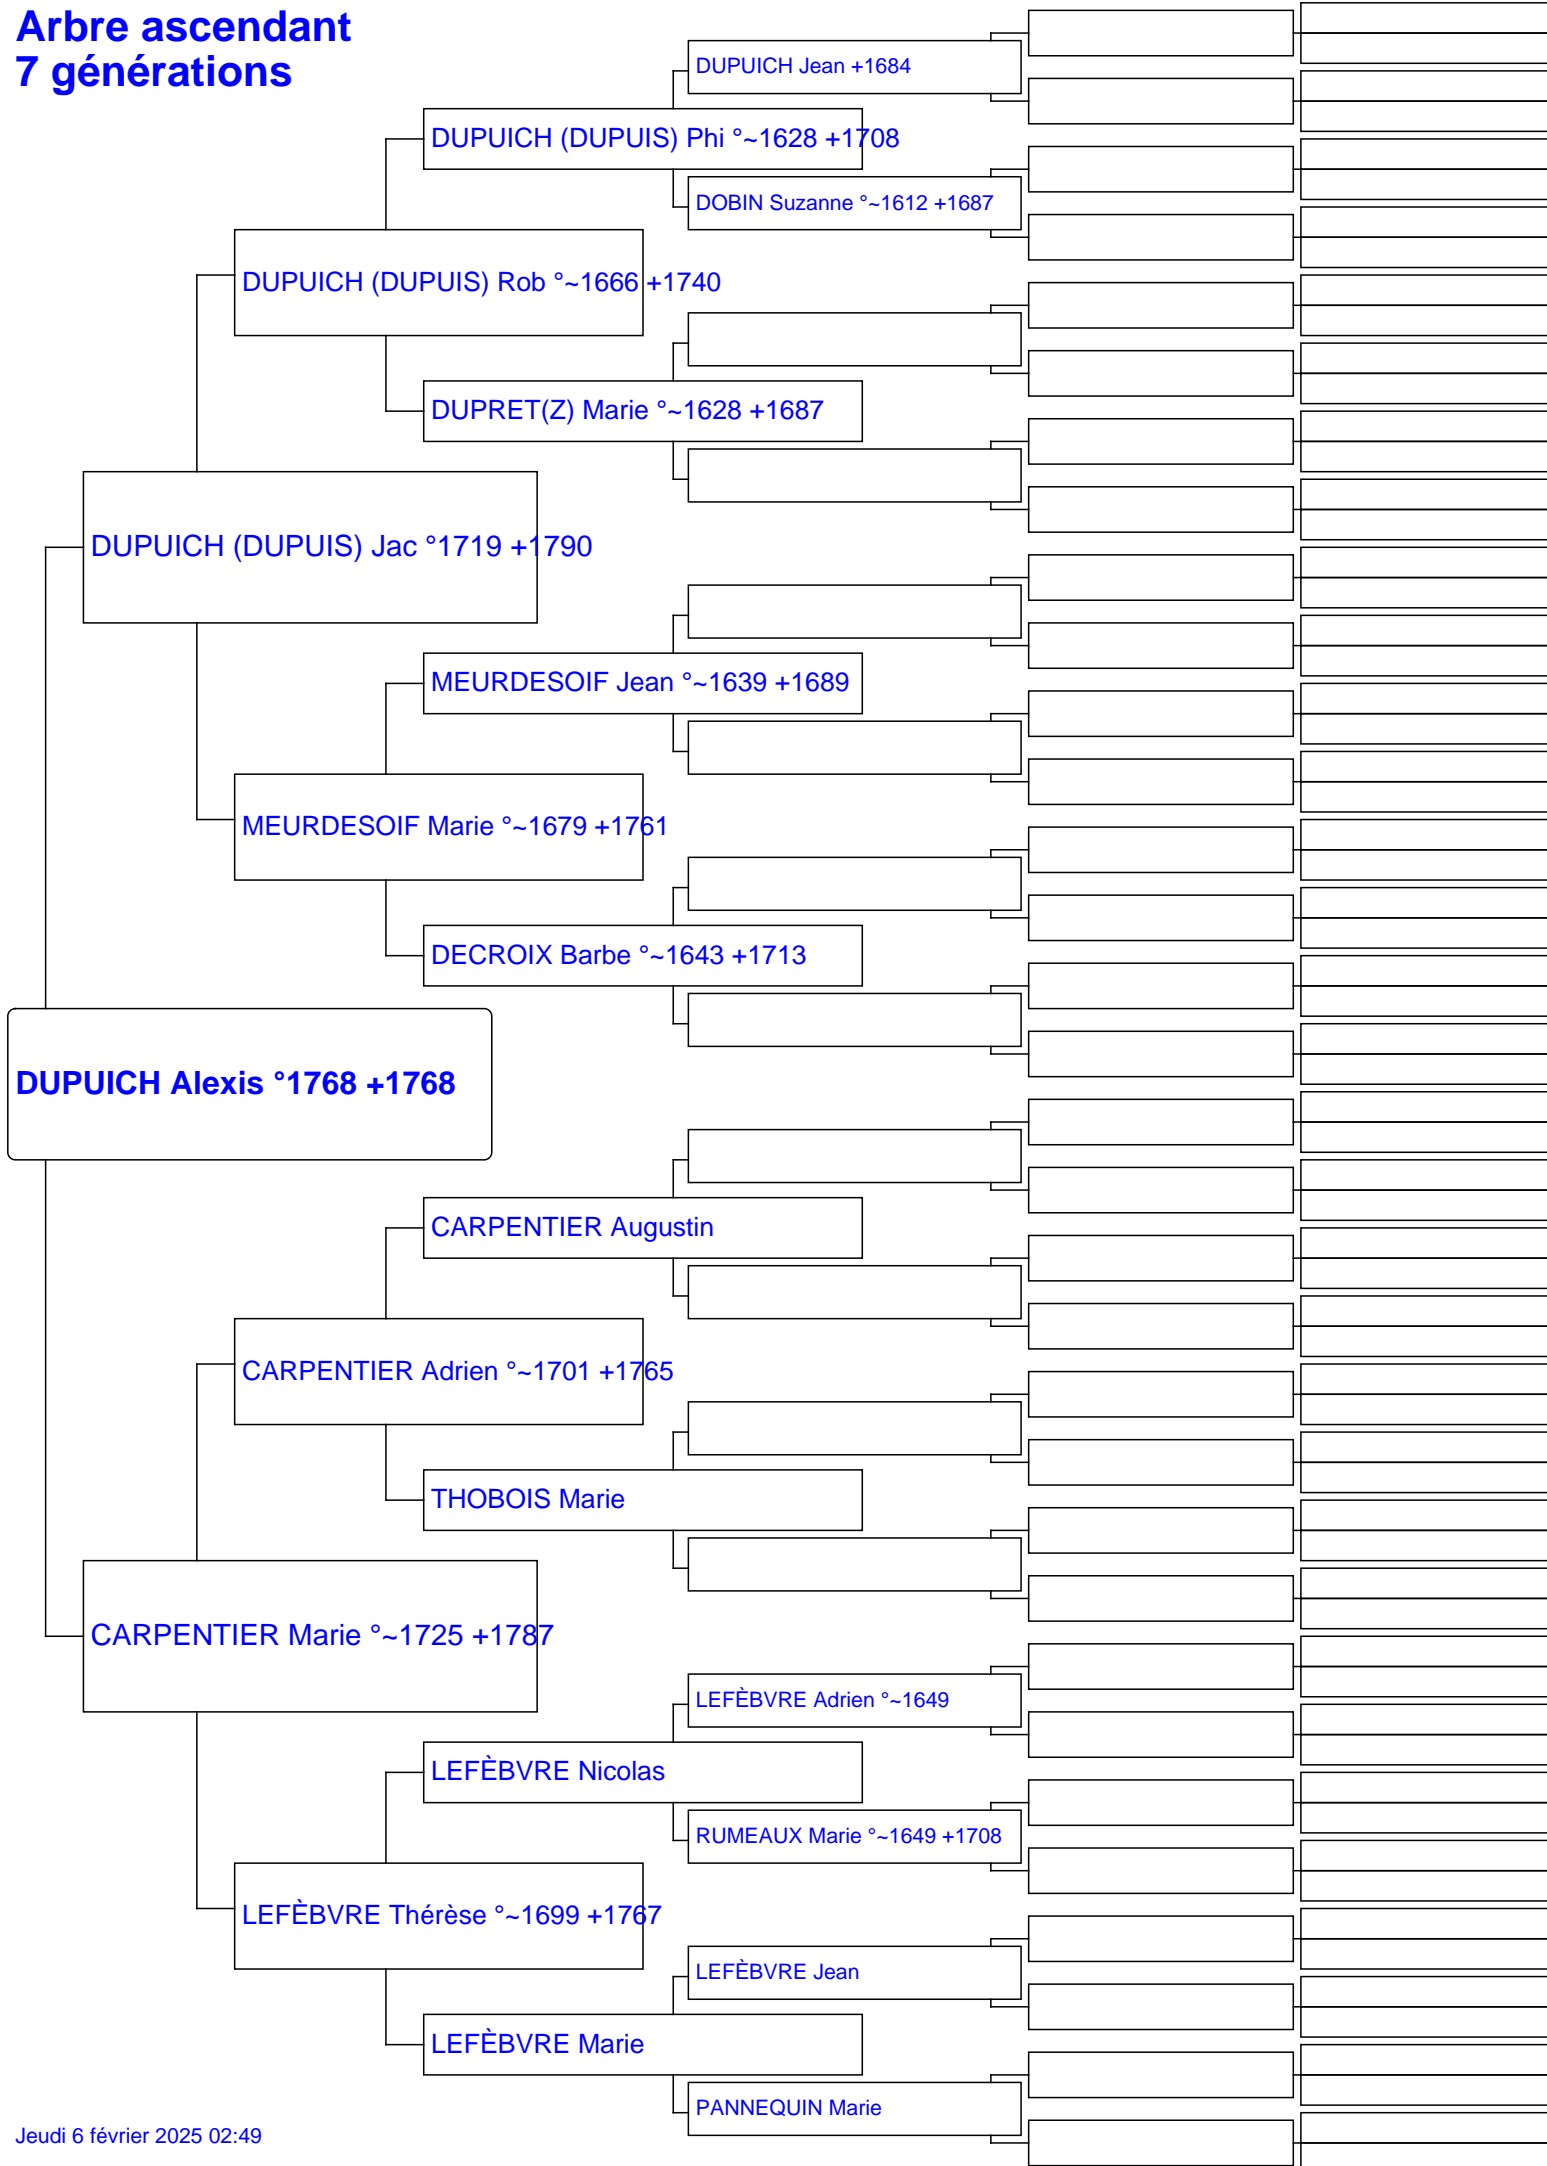 Arbre ascendant
7 générations
DUPUICH Jean +1684
DUPUICH (DUPUIS) Phi °~1628 +1708
DOBIN Suzanne °~1612 +1687
DUPUICH (DUPUIS) Rob °~1666 +1740
DUPRET(Z) Marie °~1628 +1687
DUPUICH (DUPUIS) Jac °1719 +1790
MEURDESOIF Jean °~1639 +1689
MEURDESOIF Marie °~1679 +1761
DECROIX Barbe °~1643 +1713
DUPUICH Alexis °1768 +1768
CARPENTIER Augustin
CARPENTIER Adrien °~1701 +1765
THOBOIS Marie
CARPENTIER Marie °~1725 +1787
LEFÈBVRE Adrien °~1649
LEFÈBVRE Nicolas
RUMEAUX Marie °~1649 +1708
LEFÈBVRE Thérèse °~1699 +1767
LEFÈBVRE Jean
LEFÈBVRE Marie
PANNEQUIN Marie
Jeudi 6 février 2025 02:49